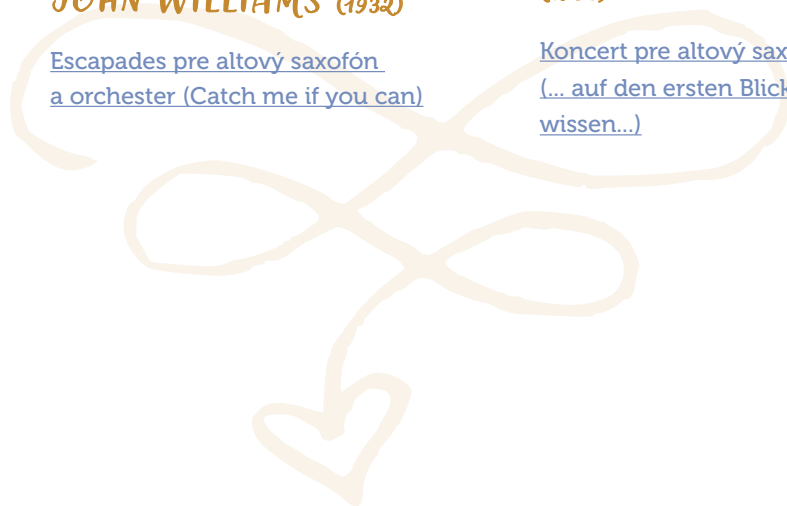 JOHN WILLIAMS (1932)
Escapades pre altový saxofón
a orchester (Catch me if you can)
Koncert pre altový sax
(... auf den ersten Blick
wissen...)